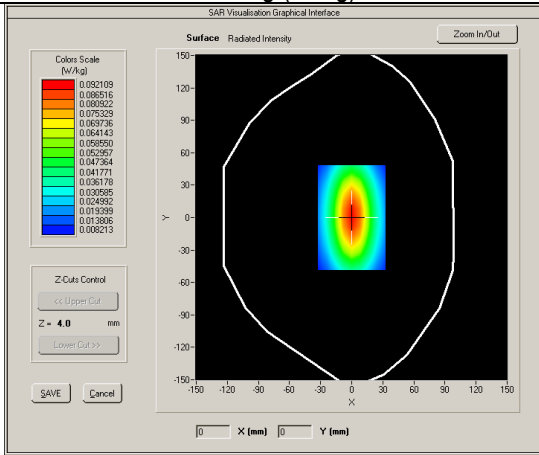 SAR Visualisation Graphical Interface
Surface Radiated Intensity
Zoom In/Out
Colors Scale
(W/kg)
0.092109
0.086516
0.080922
0.075329
0.069736
0.064143
0.058550
0.052957
0.047364
0.041771
0.036178
0.030585
0.024992
0.019399
0.013806
0.008213
Z-Cuts Control
<< Upper Cut
Z = 4.0 mm
Lower Cut >>
SAVE Cancel
150
120
90
60
30
0
-30
-60
-90
-120
-150
Y
-150 -120 -90 -60 -30 0 30 60 90 120 150
X
0 X (mm) 0 Y (mm)